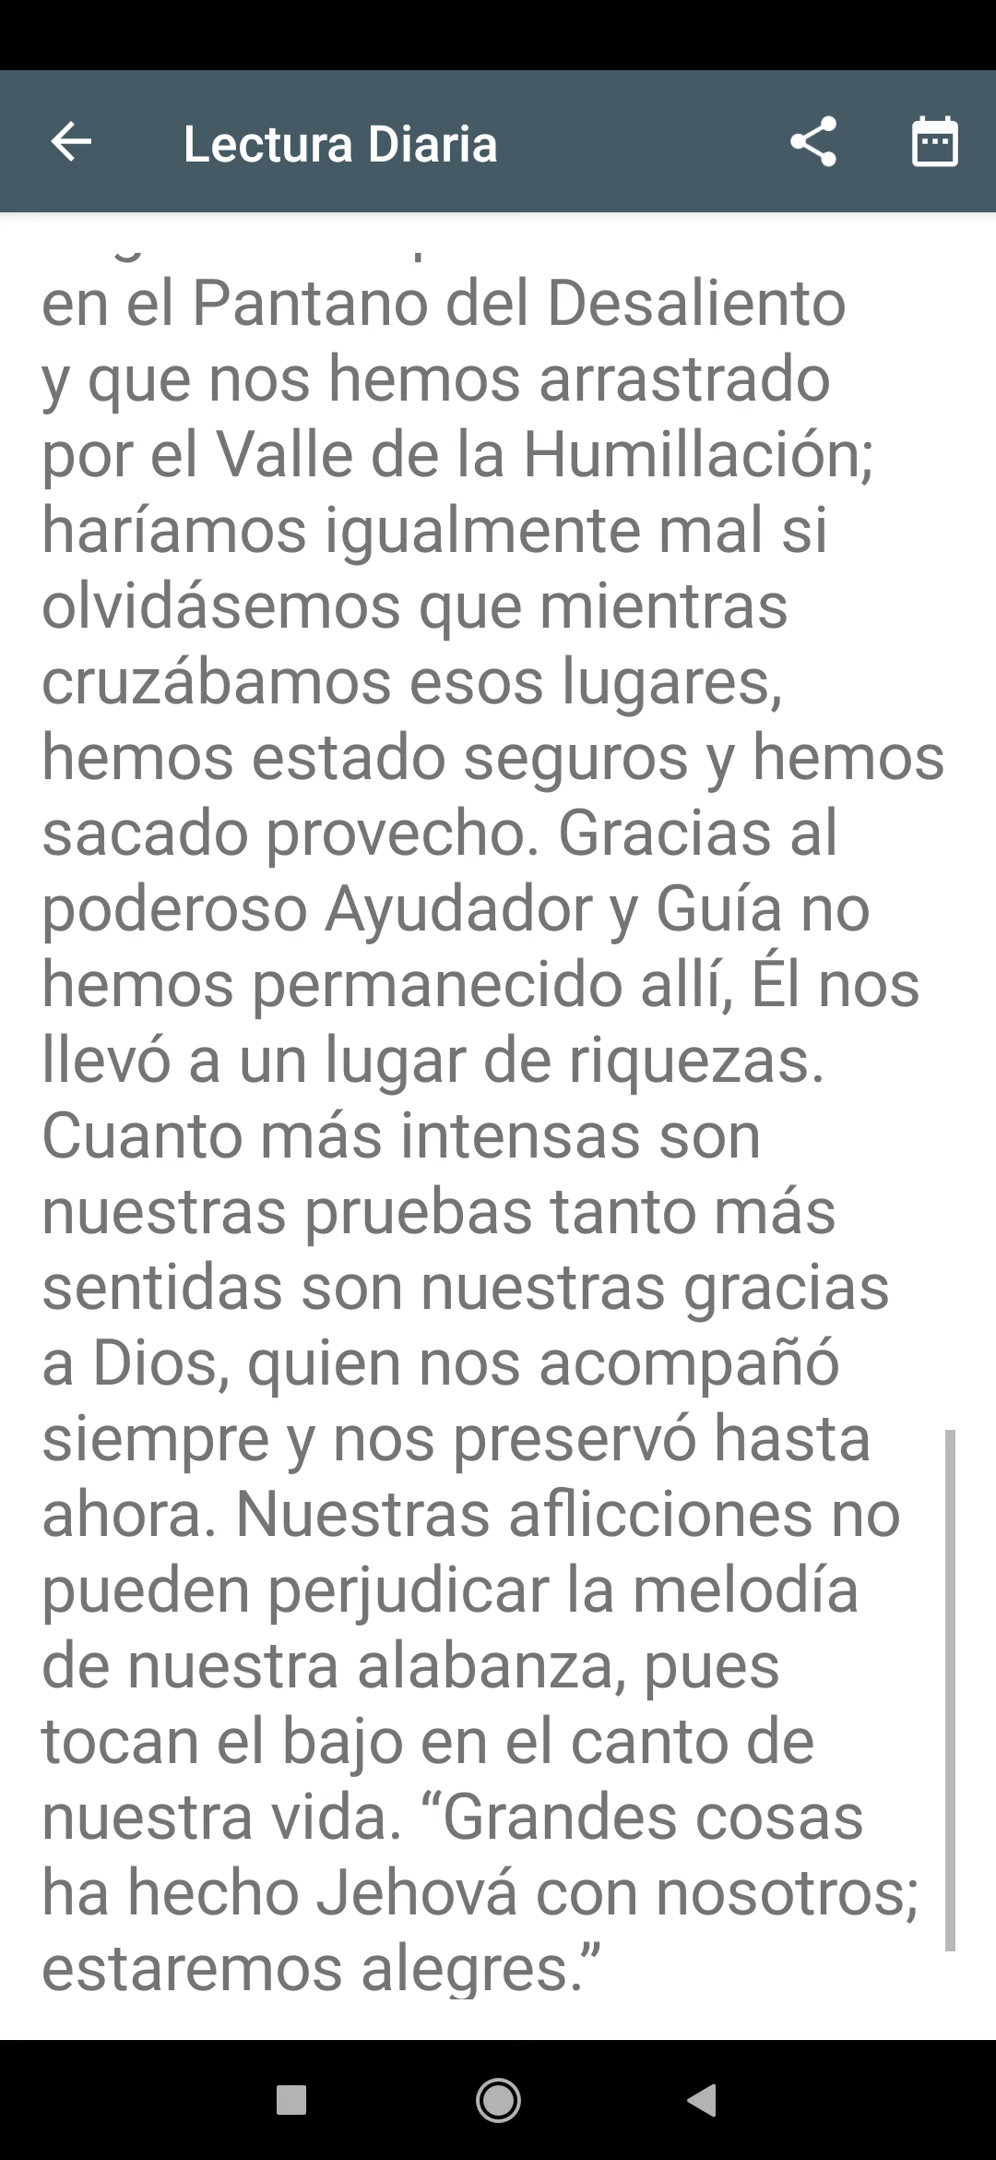 Lectura Diaria
en el Pantano del Desaliento
y que nos hemos arrastrado
por el Valle de la Humillación;
haríamos igualmente mal si
olvidásemos que mientras
cruzábamos esos lugares,
hemos estado seguros y hemos
sacado provecho. Gracias al
poderoso Ayudador y Guía no
hemos permanecido allí, Él nos
llevó a un lugar de riquezas.
Cuanto más intensas son
nuestras pruebas tanto más
sentidas son nuestras gracias
a Dios, quien nos acompañó
siempre y nos preservó hasta
ahora. Nuestras aflicciones no
pueden perjudicar la melodía
de nuestra alabanza, pues
tocan el bajo en el canto de
nuestra vida. “Grandes cosas
ha hecho Jehová con nosotros;
estaremos alegres.”